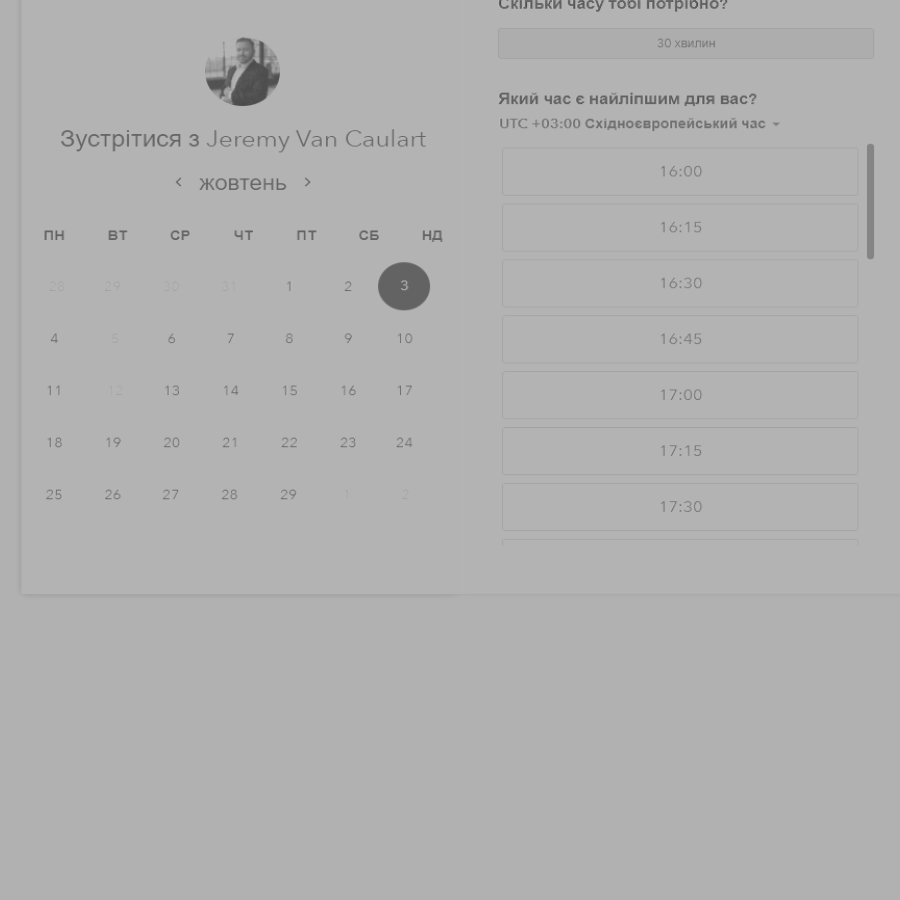 Зустрітися з Jeremy Van Caulart
жовтень
ПН ВТ СР ЧТ ПТ СБ НД
28 29 30 31 1 2 3
4 5 6 7 8 9 10
11 12 13 14 15 16 17
18 19 20 21 22 23 24
25 26 27 28 29 1 2
Скільки часу тобі потрібно?
30 хвилин
Який час є найліпшим для вас?
UTC +03:00 Східноєвропейський час
16:00
16:15
16:30
16:45
17:00
17:15
17:30